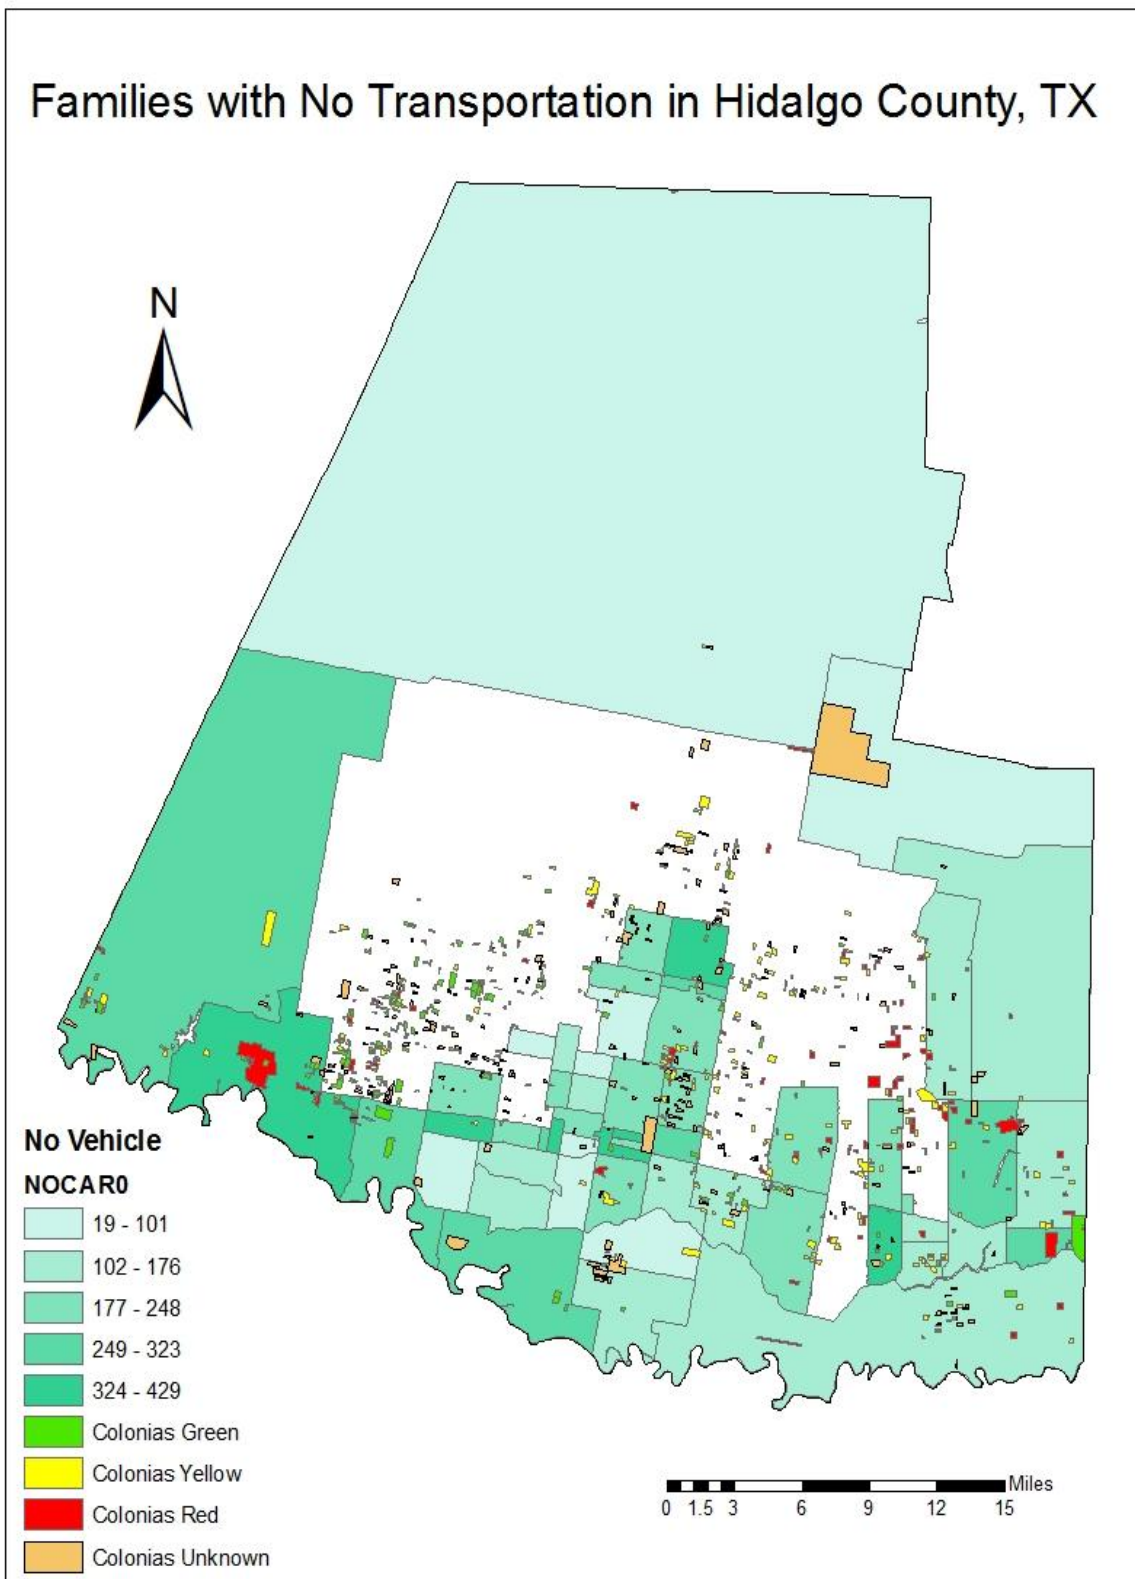 Families with No Transportation in Hidalgo County, TX
N
No Vehicle
NOCAR0
19 - 101
102 - 176
177 - 248
249 - 323
324 - 429
Colonias Green
Colonias Yellow
Colonias Red
Colonias Unknown
Miles
0 1.5 3 6 9 12 15